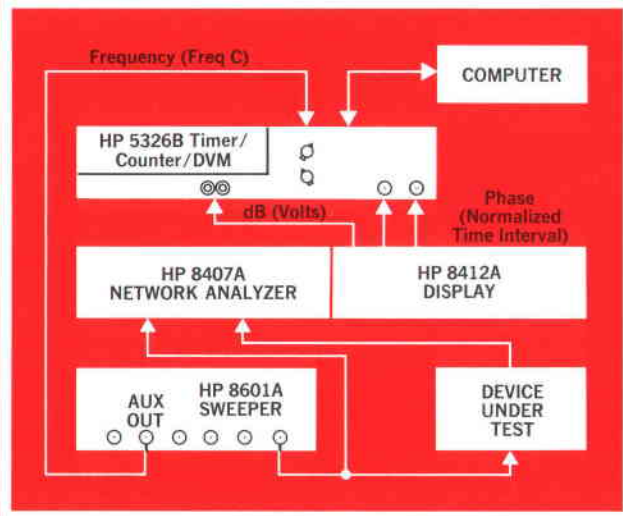 Frequency (Freq C)
COMPUTER
HP 5326B Timer/
Counter/DVM
dB (Volts)
Phase
(Normalized
Time Interval)
HP 8407A
NETWORK ANALYZER
HP 8412A
DISPLAY
AUX
OUT
HP 8601A
SWEEPER
DEVICE
UNDER
TEST